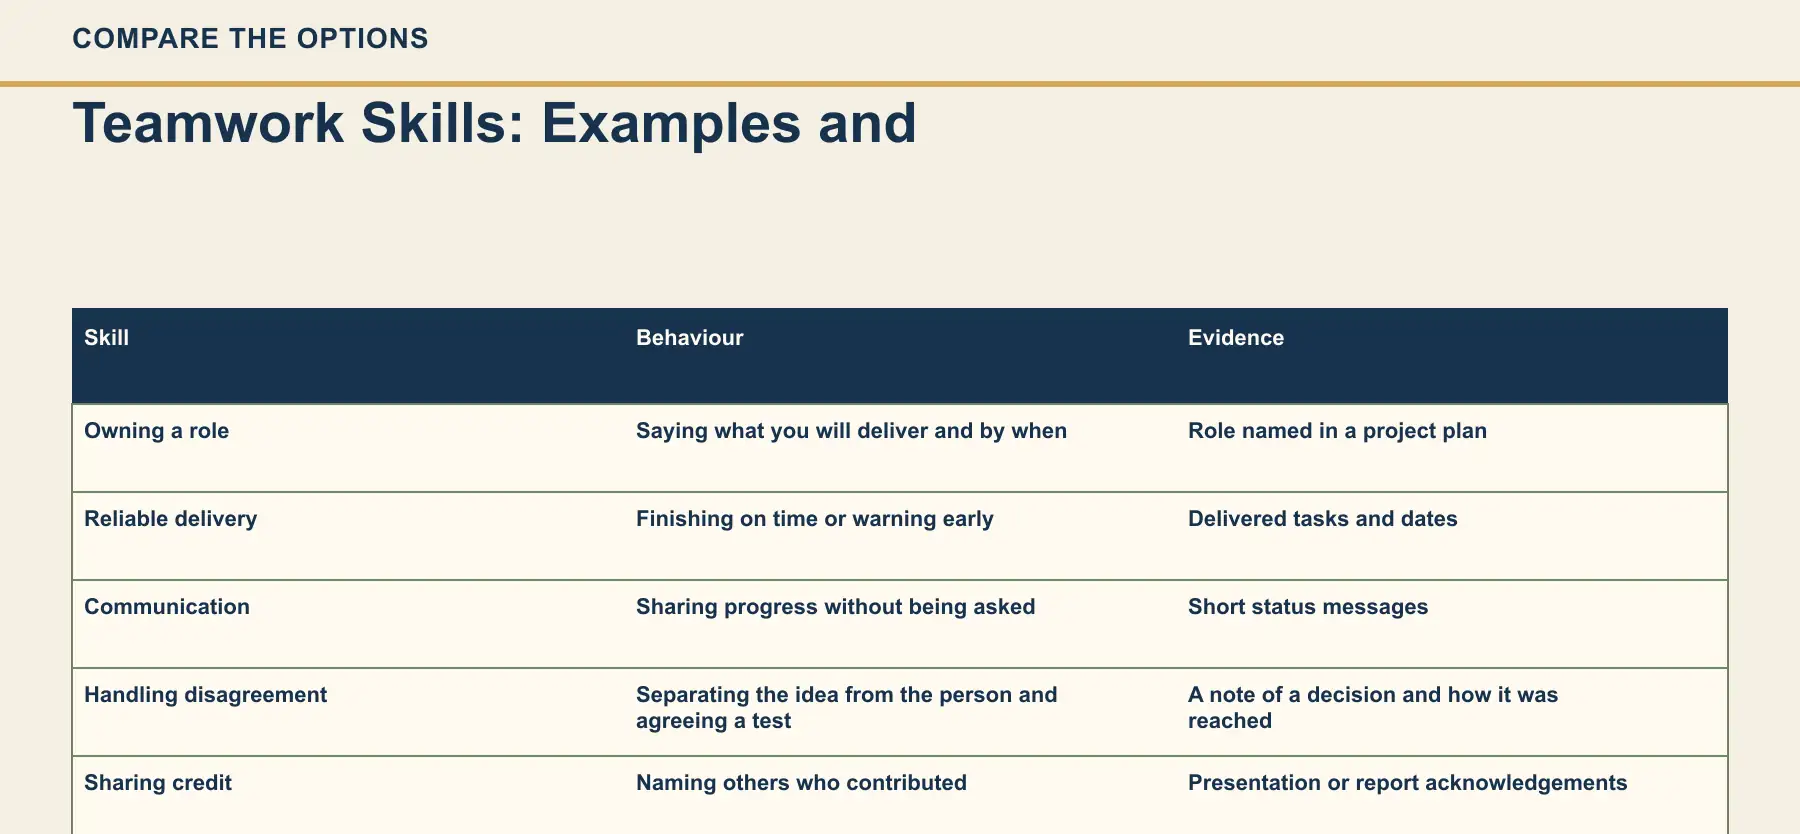 COMPARE THE OPTIONS
Teamwork Skills: Examples and
Skill Behaviour Evidence
Owning a role Saying what you will deliver and by when Role named in a project plan
Reliable delivery Finishing on time or warning early Delivered tasks and dates
Communication Sharing progress without being asked Short status messages
Handling disagreement Separating the idea from the person and A note of a decision and how it was
agreeing a test reached
Sharing credit Naming others who contributed Presentation or report acknowledgements